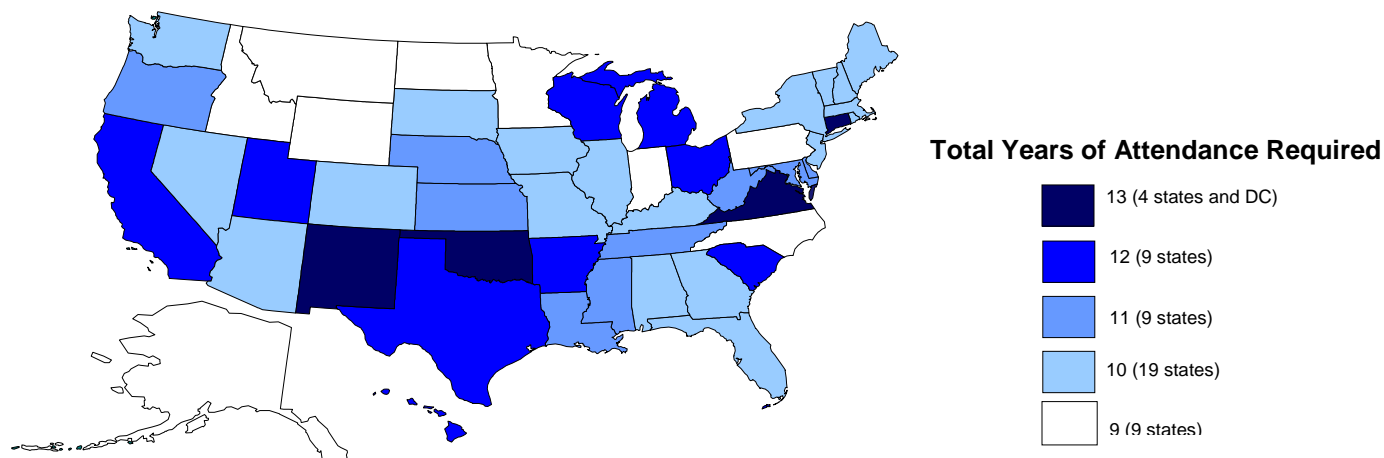 Total Years of Attendance Required
13 (4 states and DC)
12 (9 states)
11 (9 states)
10 (19 states)
9 (9 states)